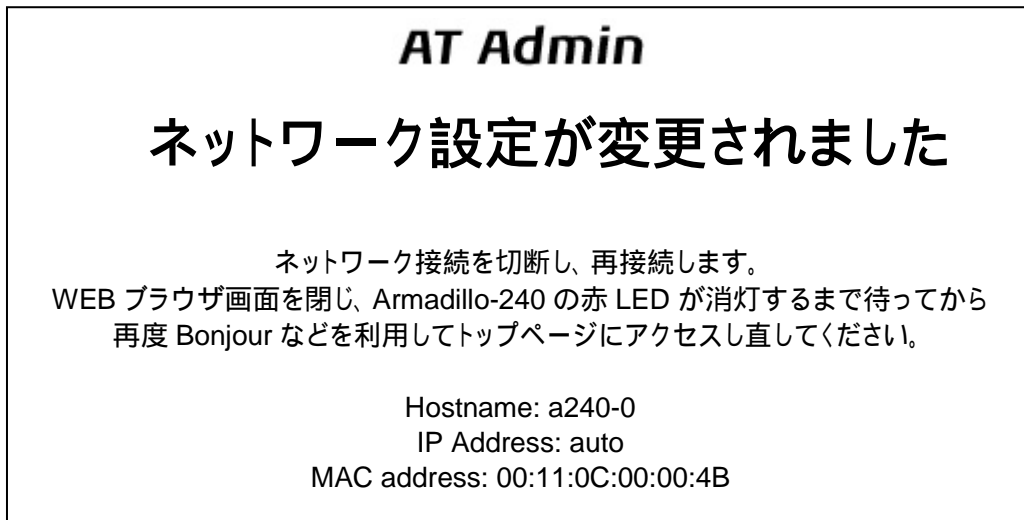 AT Admin
ネットワーク設定が変更されました
ネットワーク接続を切断し、再接続します。
WEB ブラウザ画面を閉じ、Armadillo-240 の赤 LED が消灯するまで待ってから
再度 Bonjour などを利用してトップページにアクセスし直してください。
Hostname: a240-0
IP Address: auto
MAC address: 00:11:0C:00:00:4B